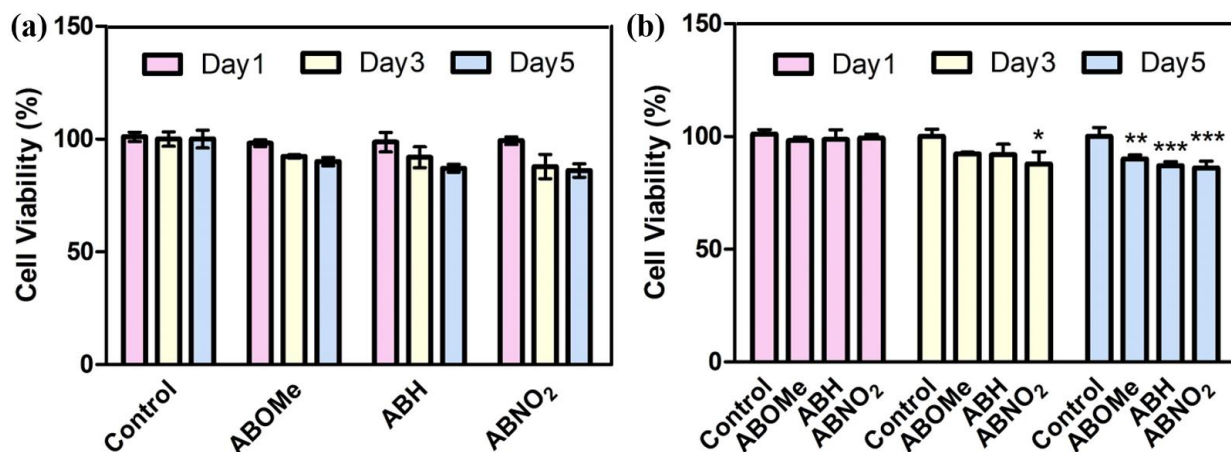 (a)
150
100
50
0
Cell Viability (%)
Day1 Day3 Day5
Control ABOMe ABH ABNO₂
(b)
150
100
50
0
Cell Viability (%)
Day1 Day3 Day5
* ** *** ***
Control ABOMe ABH ABNO₂ Control ABOMe ABH ABNO₂ Control ABOMe ABH ABNO₂